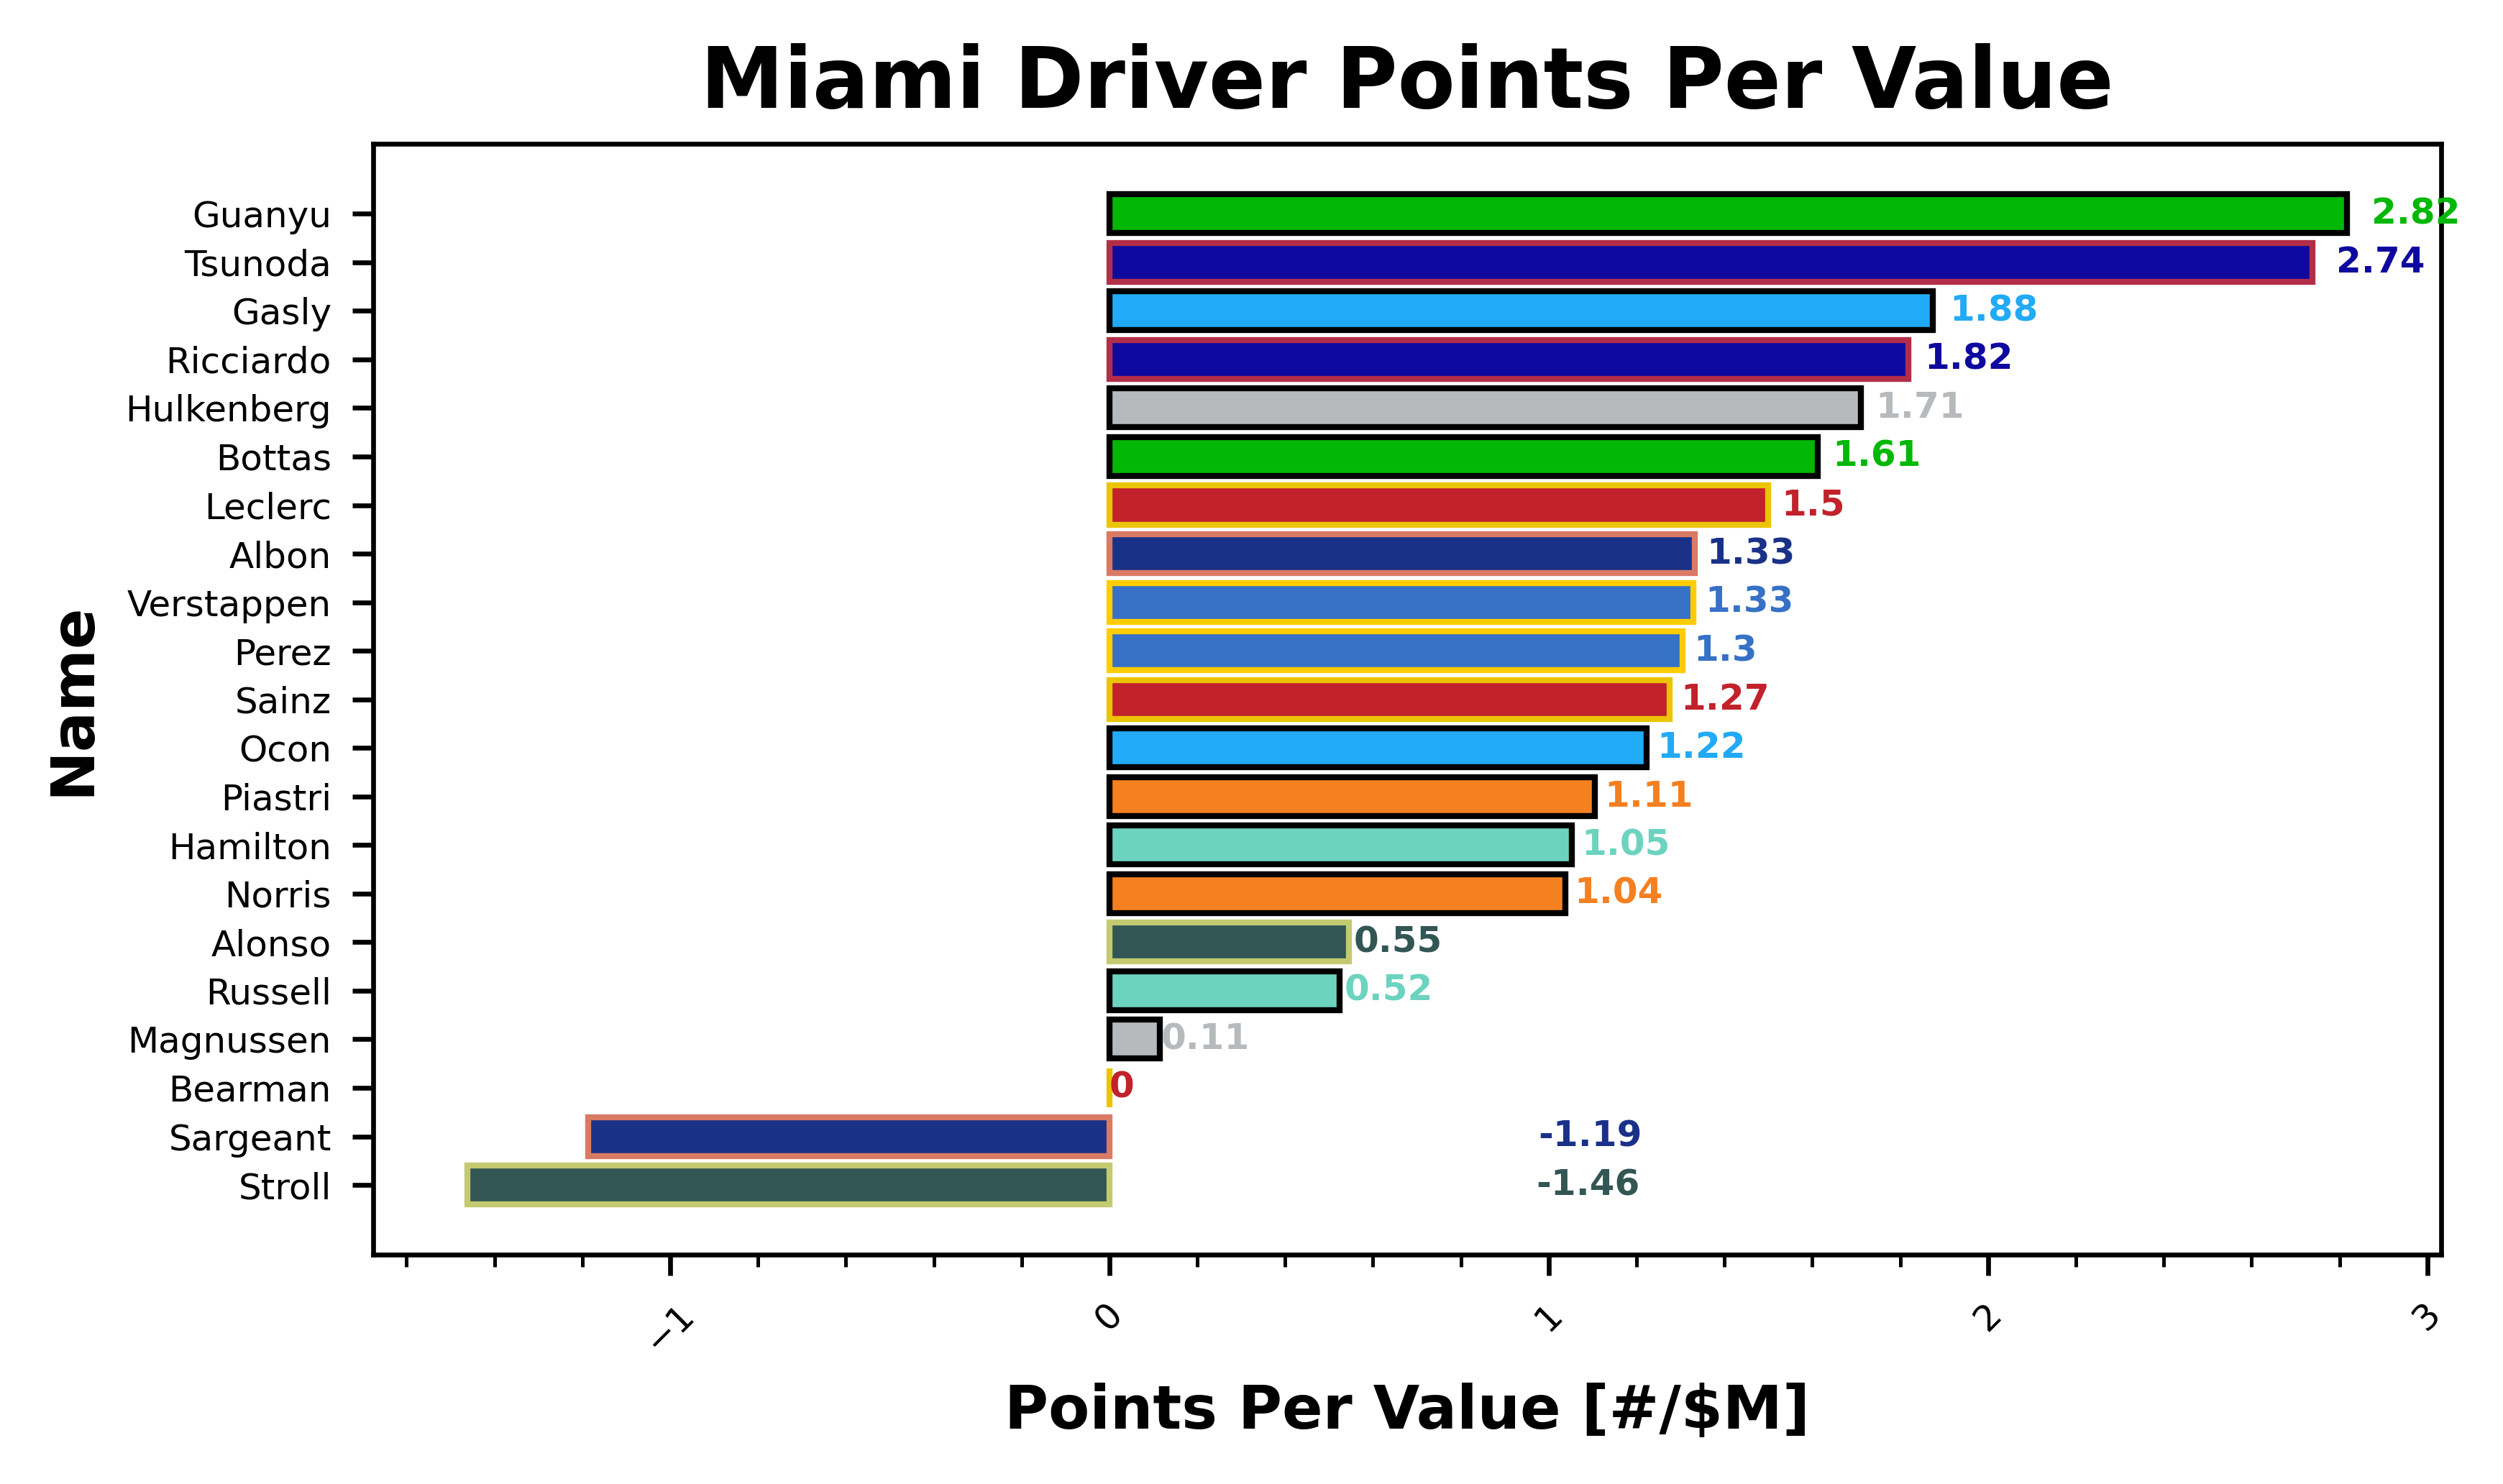 Miami Driver Points Per Value
Name
Guanyu 2.82
Tsunoda 2.74
Gasly 1.88
Ricciardo 1.82
Hulkenberg 1.71
Bottas 1.61
Leclerc 1.5
Albon 1.33
Verstappen 1.33
Perez 1.3
Sainz 1.27
Ocon 1.22
Piastri 1.11
Hamilton 1.05
Norris 1.04
Alonso 0.55
Russell 0.52
Magnussen 0.11
Bearman 0
Sargeant -1.19
Stroll -1.46
−1 0 1 2 3
Points Per Value [#/$M]